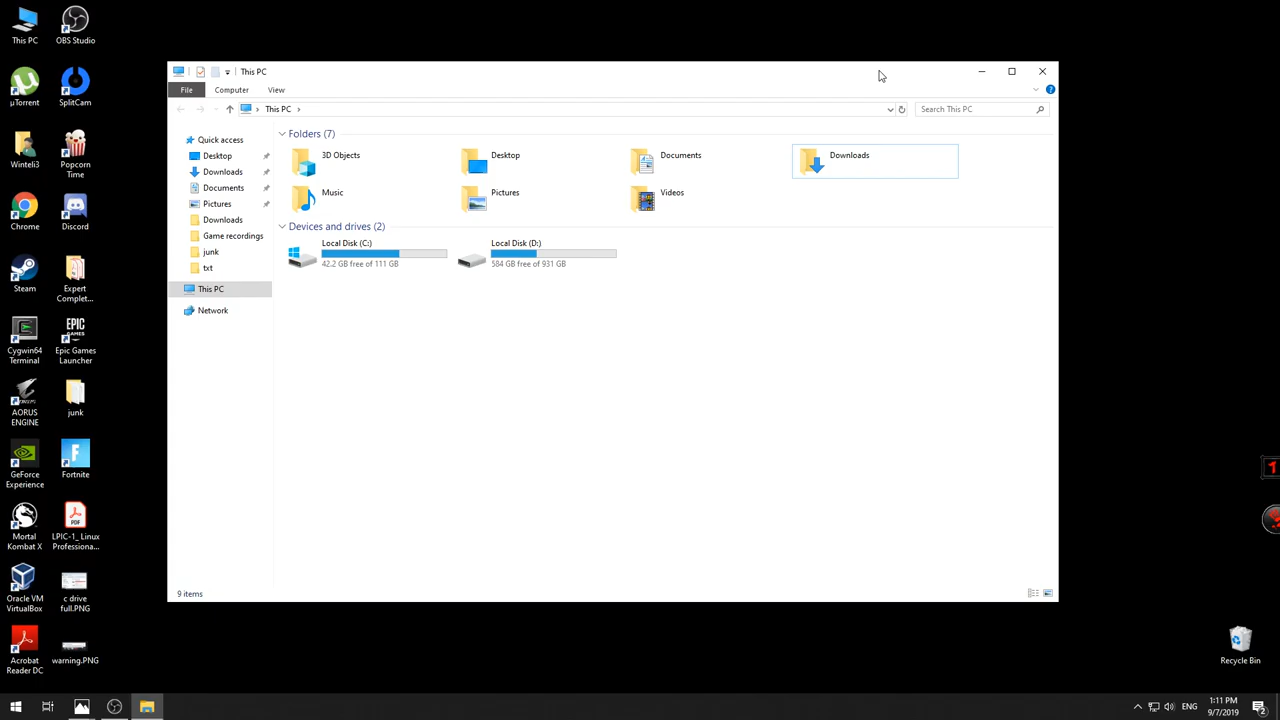 This PC
OBS Studio
µTorrent
SplitCam
Winteli3
Popcorn
Time
Chrome
Discord
Steam
Expert
Complet...
Cygwin64
Terminal
Epic Games
Launcher
AORUS
ENGINE
junk
GeForce
Experience
Fortnite
Mortal
Kombat X
LPIC-1_ Linux
Professiona...
Oracle VM
VirtualBox
c drive
full.PNG
Acrobat
Reader DC
warning.PNG
This PC
File
Computer
View
This PC
Search This PC
Quick access
Desktop
Downloads
Documents
Pictures
Downloads
Game recordings
junk
txt
This PC
Network
Folders (7)
3D Objects
Desktop
Documents
Downloads
Music
Pictures
Videos
Devices and drives (2)
Local Disk (C:)
42.2 GB free of 111 GB
Local Disk (D:)
584 GB free of 931 GB
9 items
Recycle Bin
ENG
1:11 PM
9/7/2019